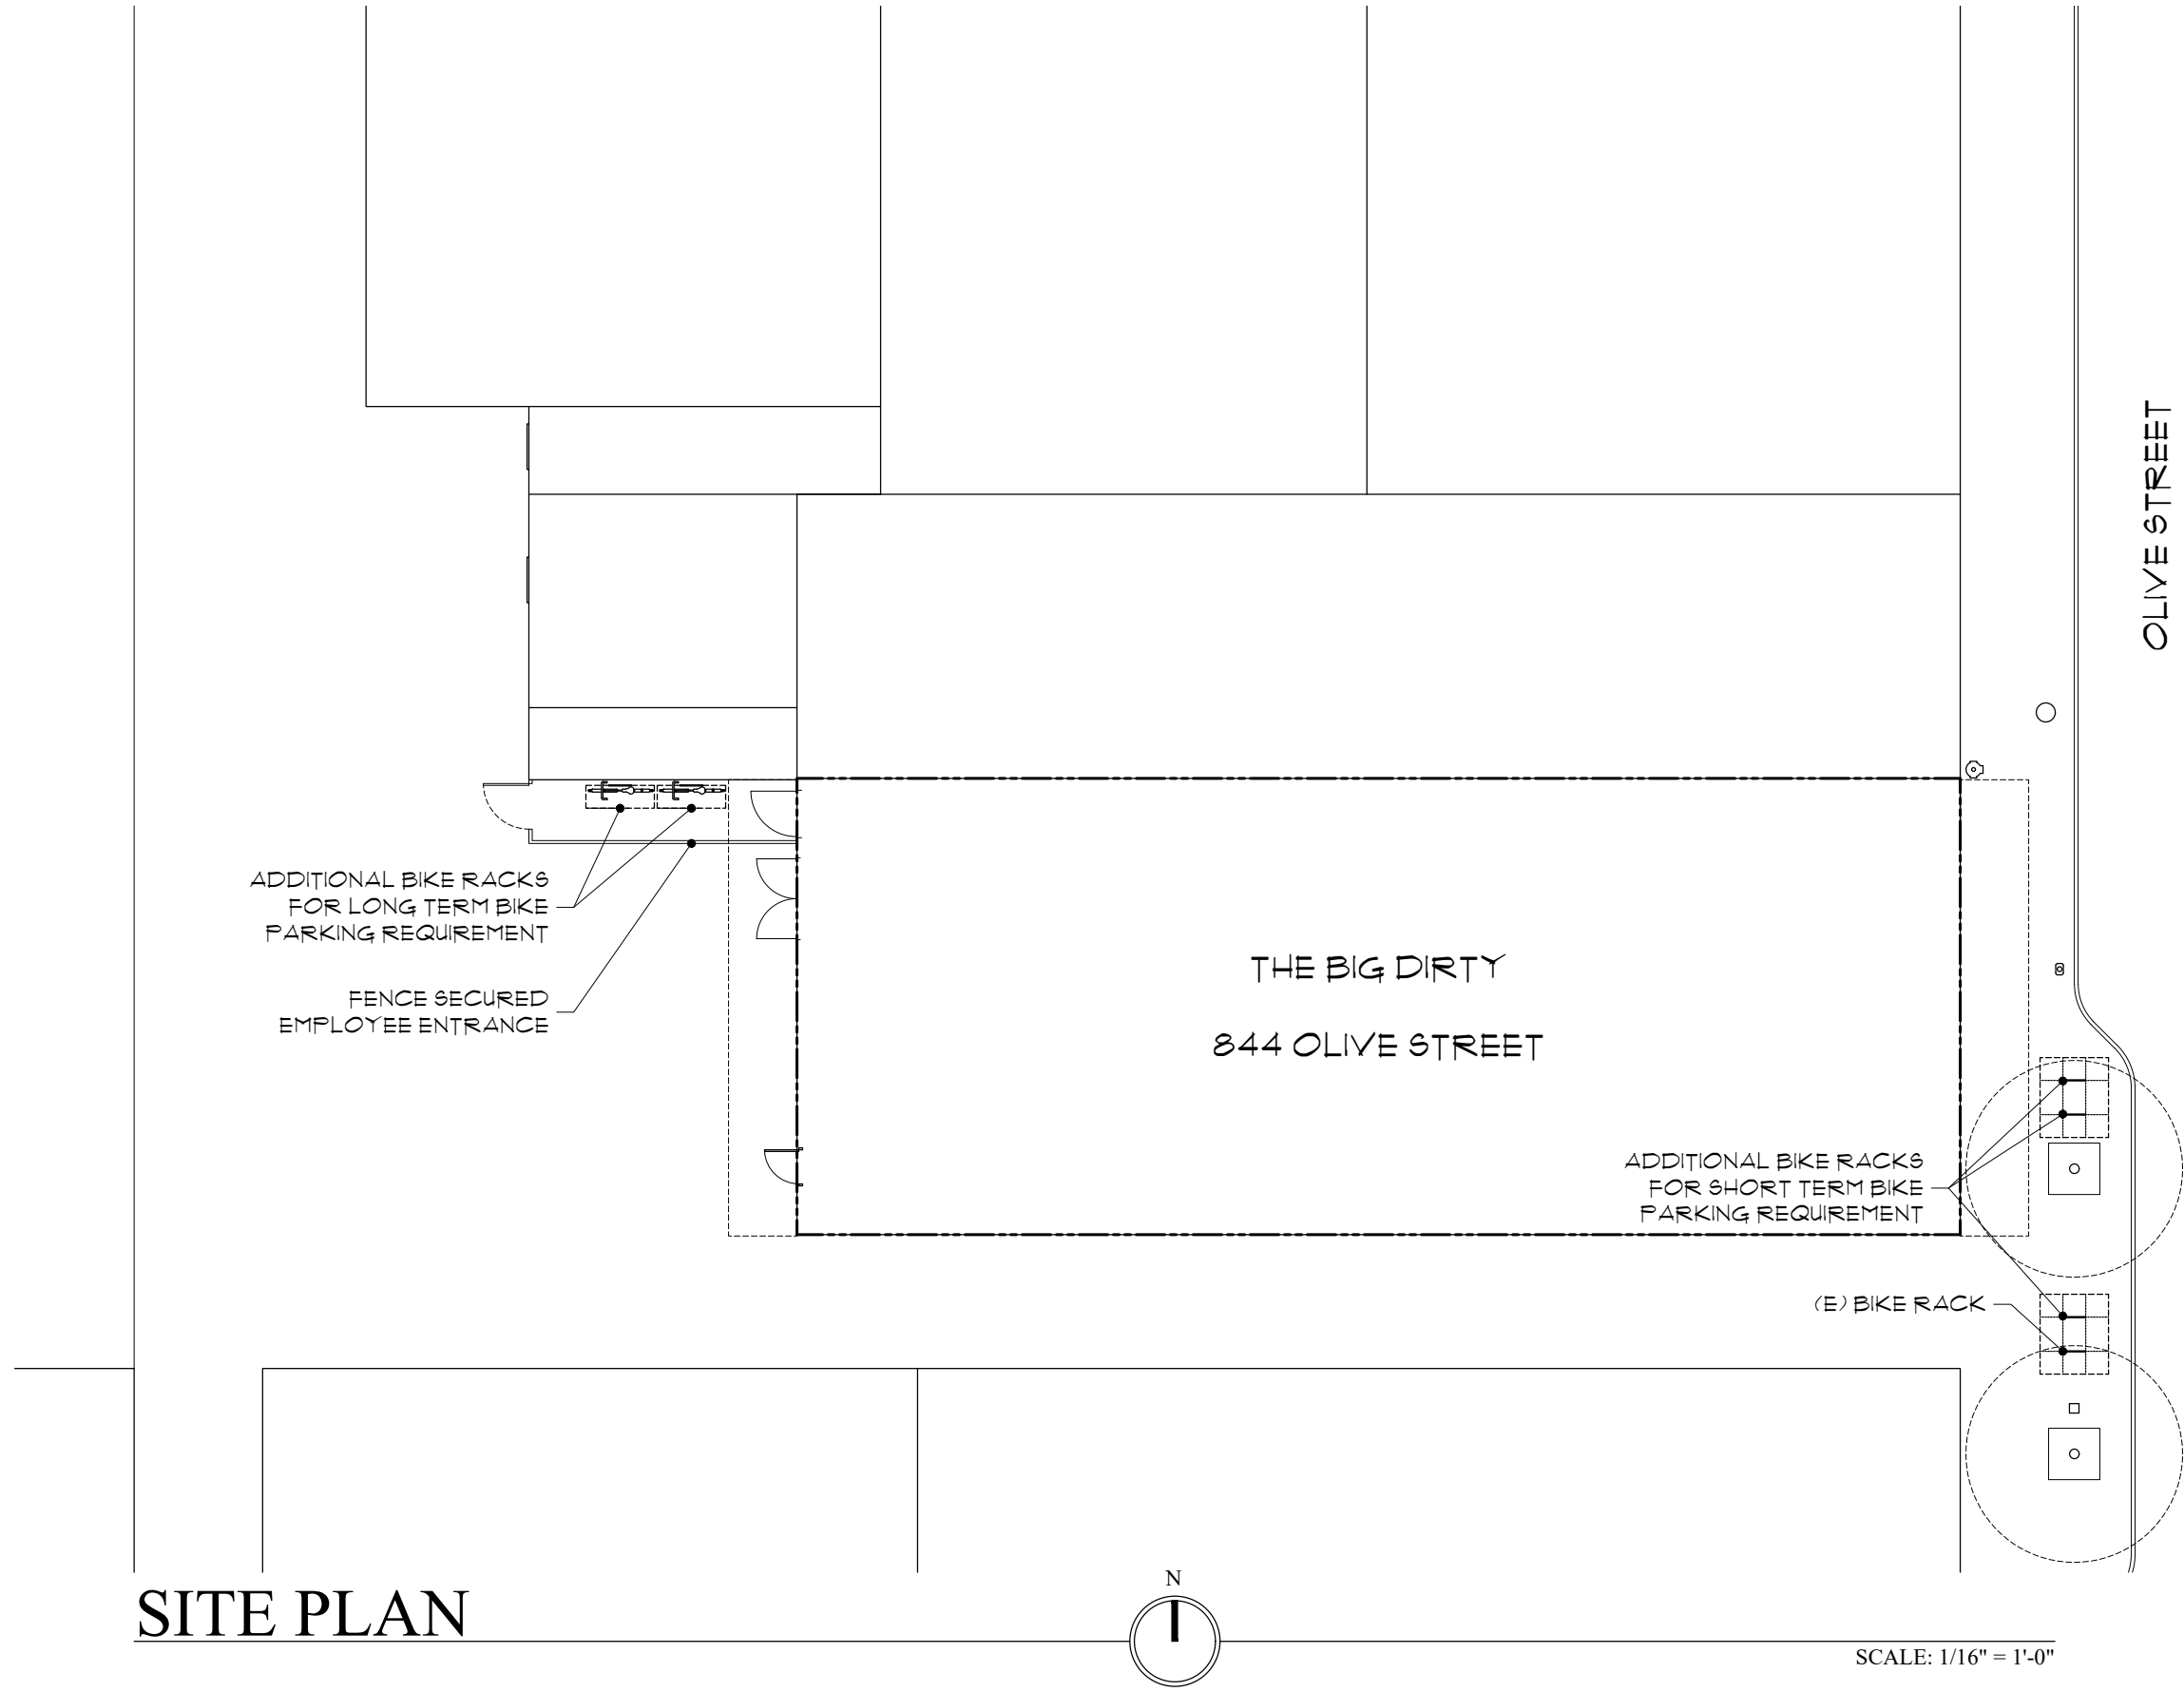 OLIVE STREET
ADDITIONAL BIKE RACKS
FOR LONG TERM BIKE
PARKING REQUIREMENT
FENCE SECURED
EMPLOYEE ENTRANCE
THE BIG DIRTY
844 OLIVE STREET
ADDITIONAL BIKE RACKS
FOR SHORT TERM BIKE
PARKING REQUIREMENT
(E) BIKE RACK
SITE PLAN
N
SCALE: 1/16" = 1'-0"